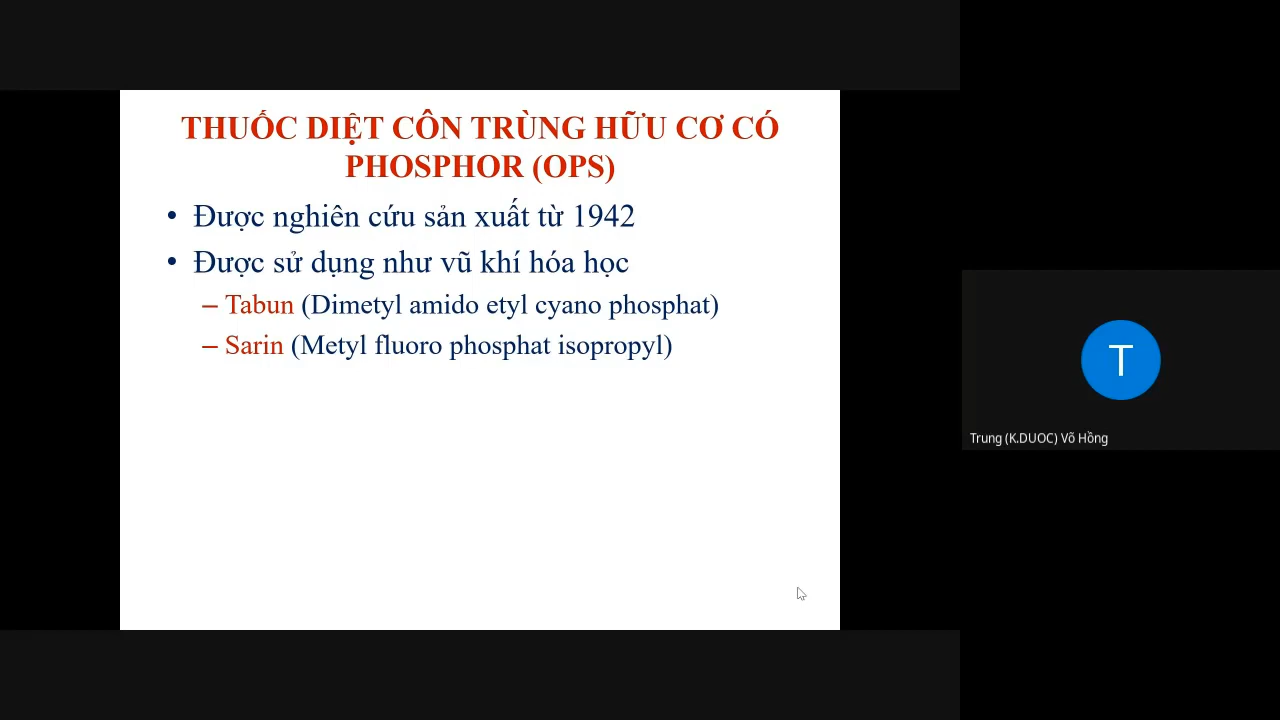 THUỐC DIỆT CÔN TRÙNG HỮU CƠ CÓ
PHOSPHOR (OPS)
• Được nghiên cứu sản xuất từ 1942
• Được sử dụng như vũ khí hóa học
– Tabun (Dimetyl amido etyl cyano phosphat)
– Sarin (Metyl fluoro phosphat isopropyl)
T
Trung (K.DUOC) Võ Hồng